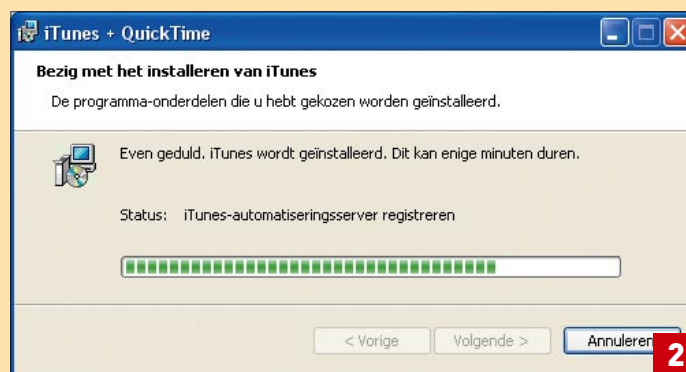 iTunes + QuickTime
Bezig met het installeren van iTunes
De programma-onderdelen die u hebt gekozen worden geïnstalleerd.
Even geduld. iTunes wordt geïnstalleerd. Dit kan enige minuten duren.
Status: iTunes-automatiseringsserver registreren
< Vorige
Volgende >
Annuleren
2